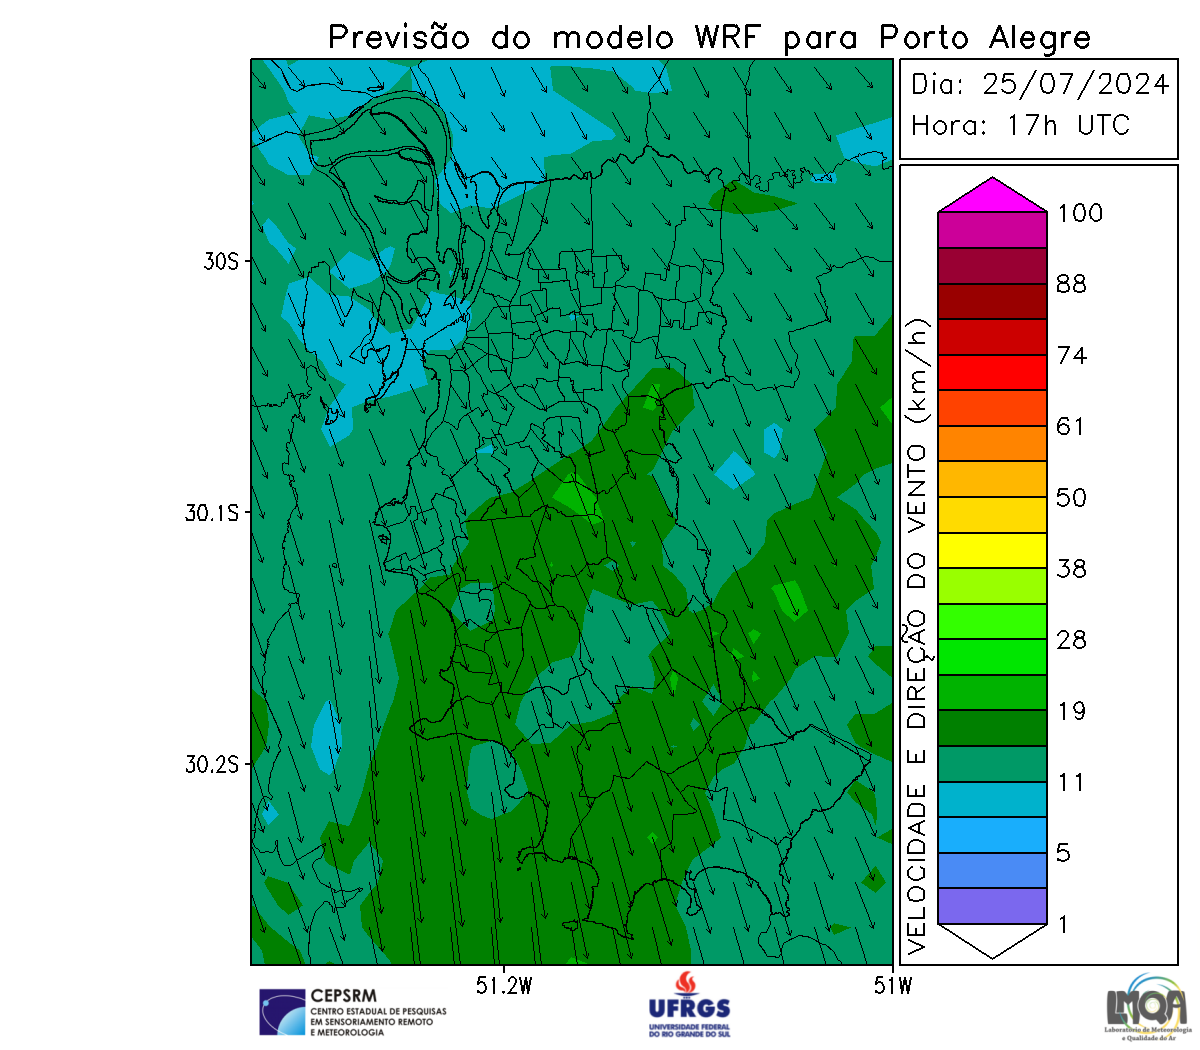 Previsão do modelo WRF para Porto Alegre
Dia: 25/07/2024
Hora: 17h UTC
30S
30.1S
30.2S
51.2W
51W
VELOCIDADE E DIREÇÃO DO VENTO (km/h)
100
88
74
61
50
38
28
19
11
5
1
CEPSRM
CENTRO ESTADUAL DE PESQUISAS
EM SENSORIAMENTO REMOTO
E METEOROLOGIA
UFRGS
UNIVERSIDADE FEDERAL
DO RIO GRANDE DO SUL
LMQA
Laboratório de Meteorologia
e Qualidade do Ar